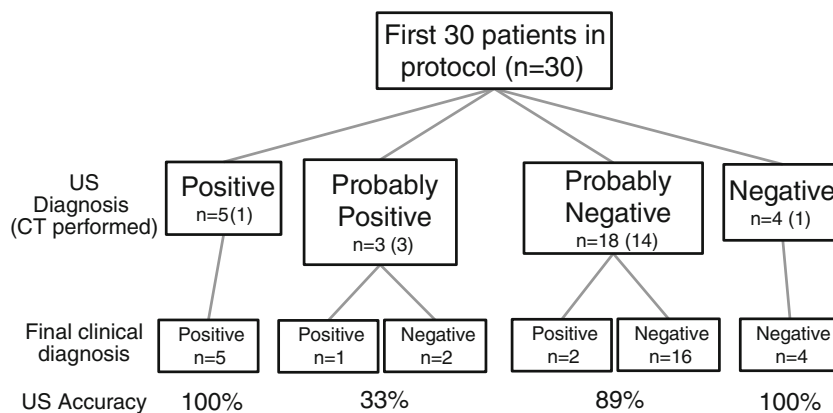 First 30 patients in
protocol (n=30)
US
Diagnosis
(CT performed)
Positive
n=5(1)
Probably
Positive
n=3 (3)
Probably
Negative
n=18 (14)
Negative
n=4 (1)
Final clinical
diagnosis
Positive
n=5
Positive
n=1
Negative
n=2
Positive
n=2
Negative
n=16
Negative
n=4
US Accuracy 100% 33% 89% 100%